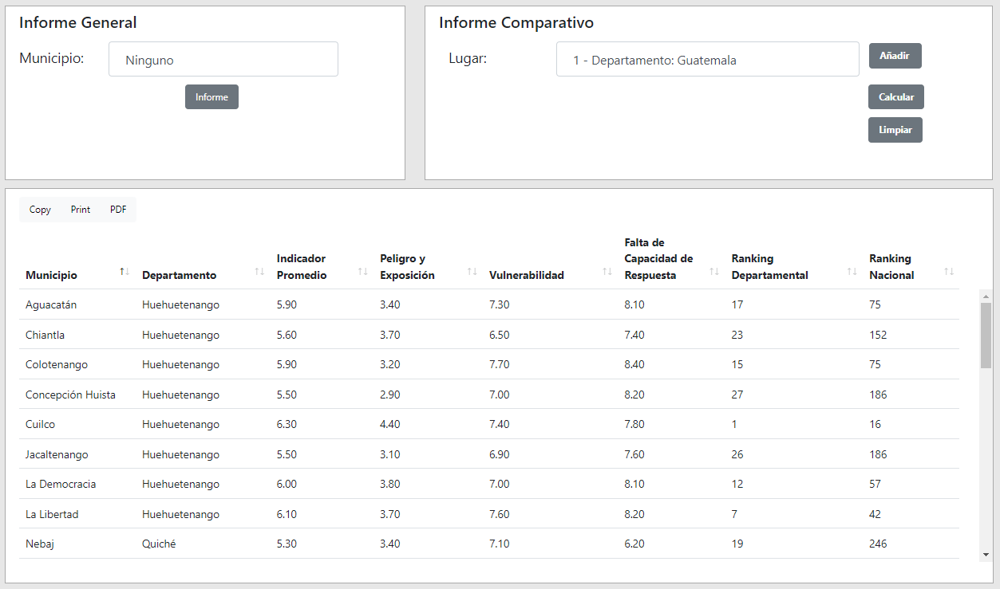 Informe General
Municipio:
Ninguno
Informe
Informe Comparativo
Lugar:
1 - Departamento: Guatemala
Añadir
Calcular
Limpiar
Copy Print PDF
Municipio Departamento Indicador Promedio Peligro y Exposición Vulnerabilidad Falta de Capacidad de Respuesta Ranking Departamental Ranking Nacional
Aguacatán Huehuetenango 5.90 3.40 7.30 8.10 17 75
Chiantla Huehuetenango 5.60 3.70 6.50 7.40 23 152
Colotenango Huehuetenango 5.90 3.20 7.70 8.40 15 75
Concepción Huista Huehuetenango 5.50 2.90 7.00 8.20 27 186
Cuilco Huehuetenango 6.30 4.40 7.40 7.80 1 16
Jacaltenango Huehuetenango 5.50 3.10 6.90 7.60 26 186
La Democracia Huehuetenango 6.00 3.80 7.00 8.10 12 57
La Libertad Huehuetenango 6.10 3.70 7.60 8.20 7 42
Nebaj Quiché 5.30 3.40 7.10 6.20 19 246